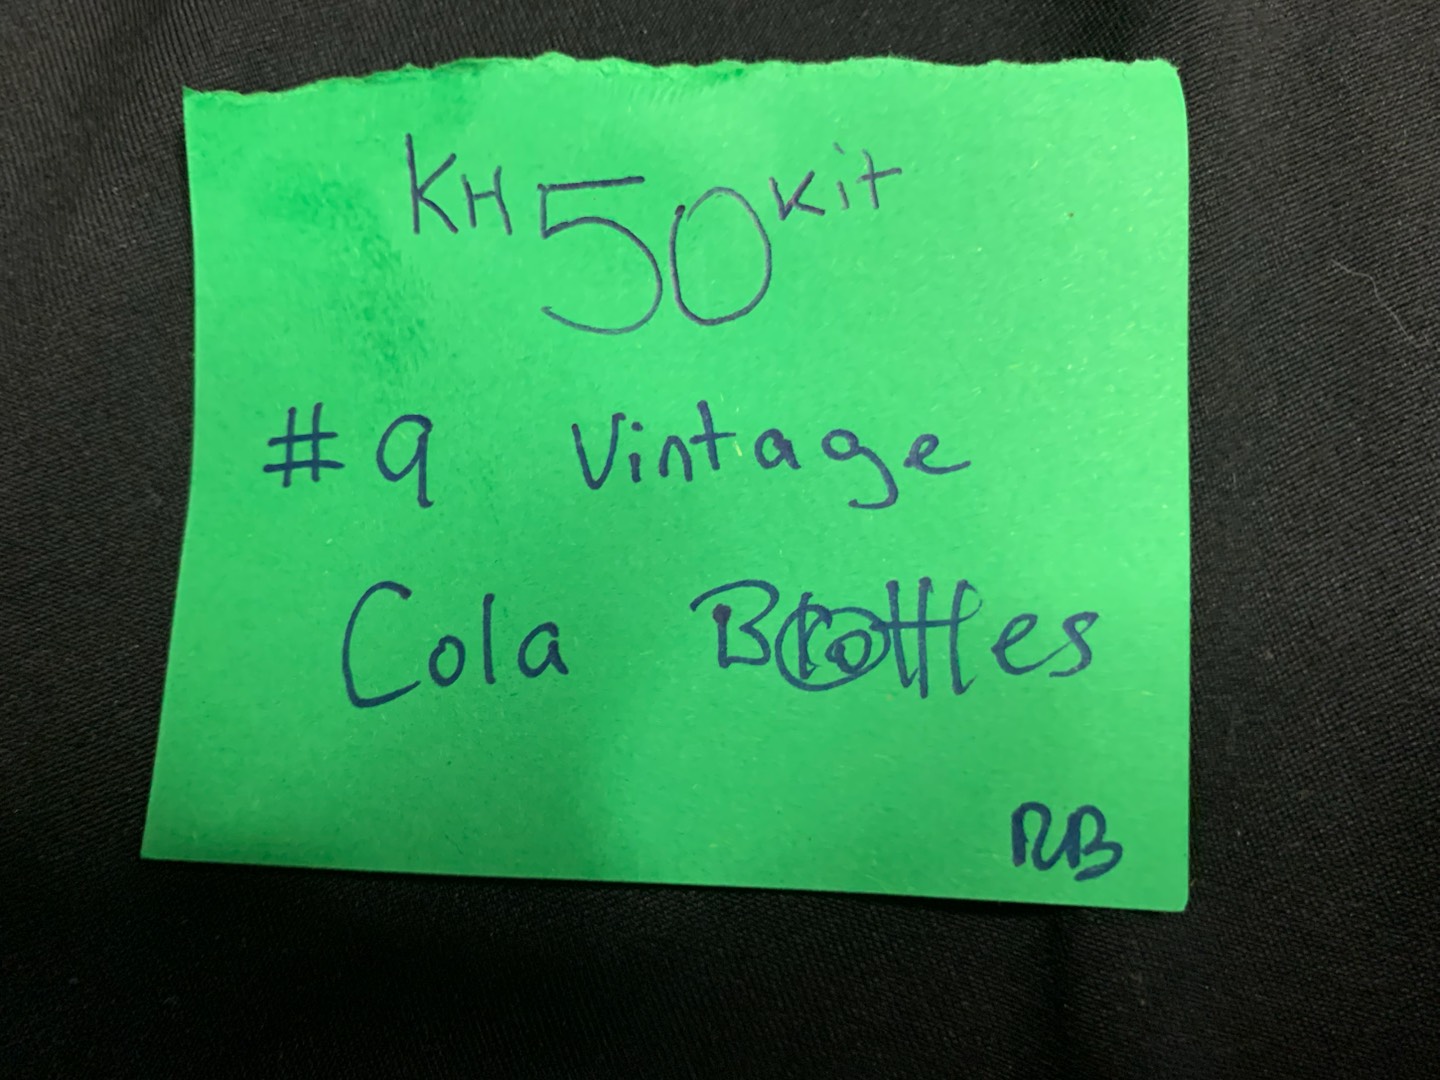 KH 50 Kit
#9 Vintage
Cola Bottles
RB